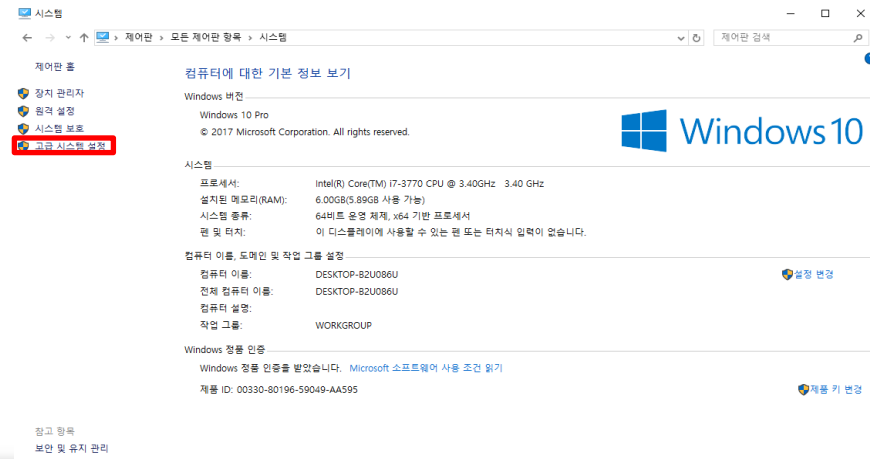 시스템
제어판 > 모든 제어판 항목 > 시스템
제어판 검색
제어판 홈
장치 관리자
원격 설정
시스템 보호
고급 시스템 설정
컴퓨터에 대한 기본 정보 보기
Windows 버전
Windows 10 Pro
© 2017 Microsoft Corporation. All rights reserved.
Windows 10
시스템
프로세서: Intel(R) Core(TM) i7-3770 CPU @ 3.40GHz 3.40 GHz
설치된 메모리(RAM): 6.00GB(5.89GB 사용 가능)
시스템 종류: 64비트 운영 체제, x64 기반 프로세서
펜 및 터치: 이 디스플레이에 사용할 수 있는 펜 또는 터치식 입력이 없습니다.
컴퓨터 이름, 도메인 및 작업 그룹 설정
컴퓨터 이름: DESKTOP-B2U086U 설정 변경
전체 컴퓨터 이름: DESKTOP-B2U086U
컴퓨터 설명:
작업 그룹: WORKGROUP
Windows 정품 인증
Windows 정품 인증을 받았습니다. Microsoft 소프트웨어 사용 조건 읽기
제품 ID: 00330-80196-59049-AA595 제품 키 변경
참고 항목
보안 및 유지 관리